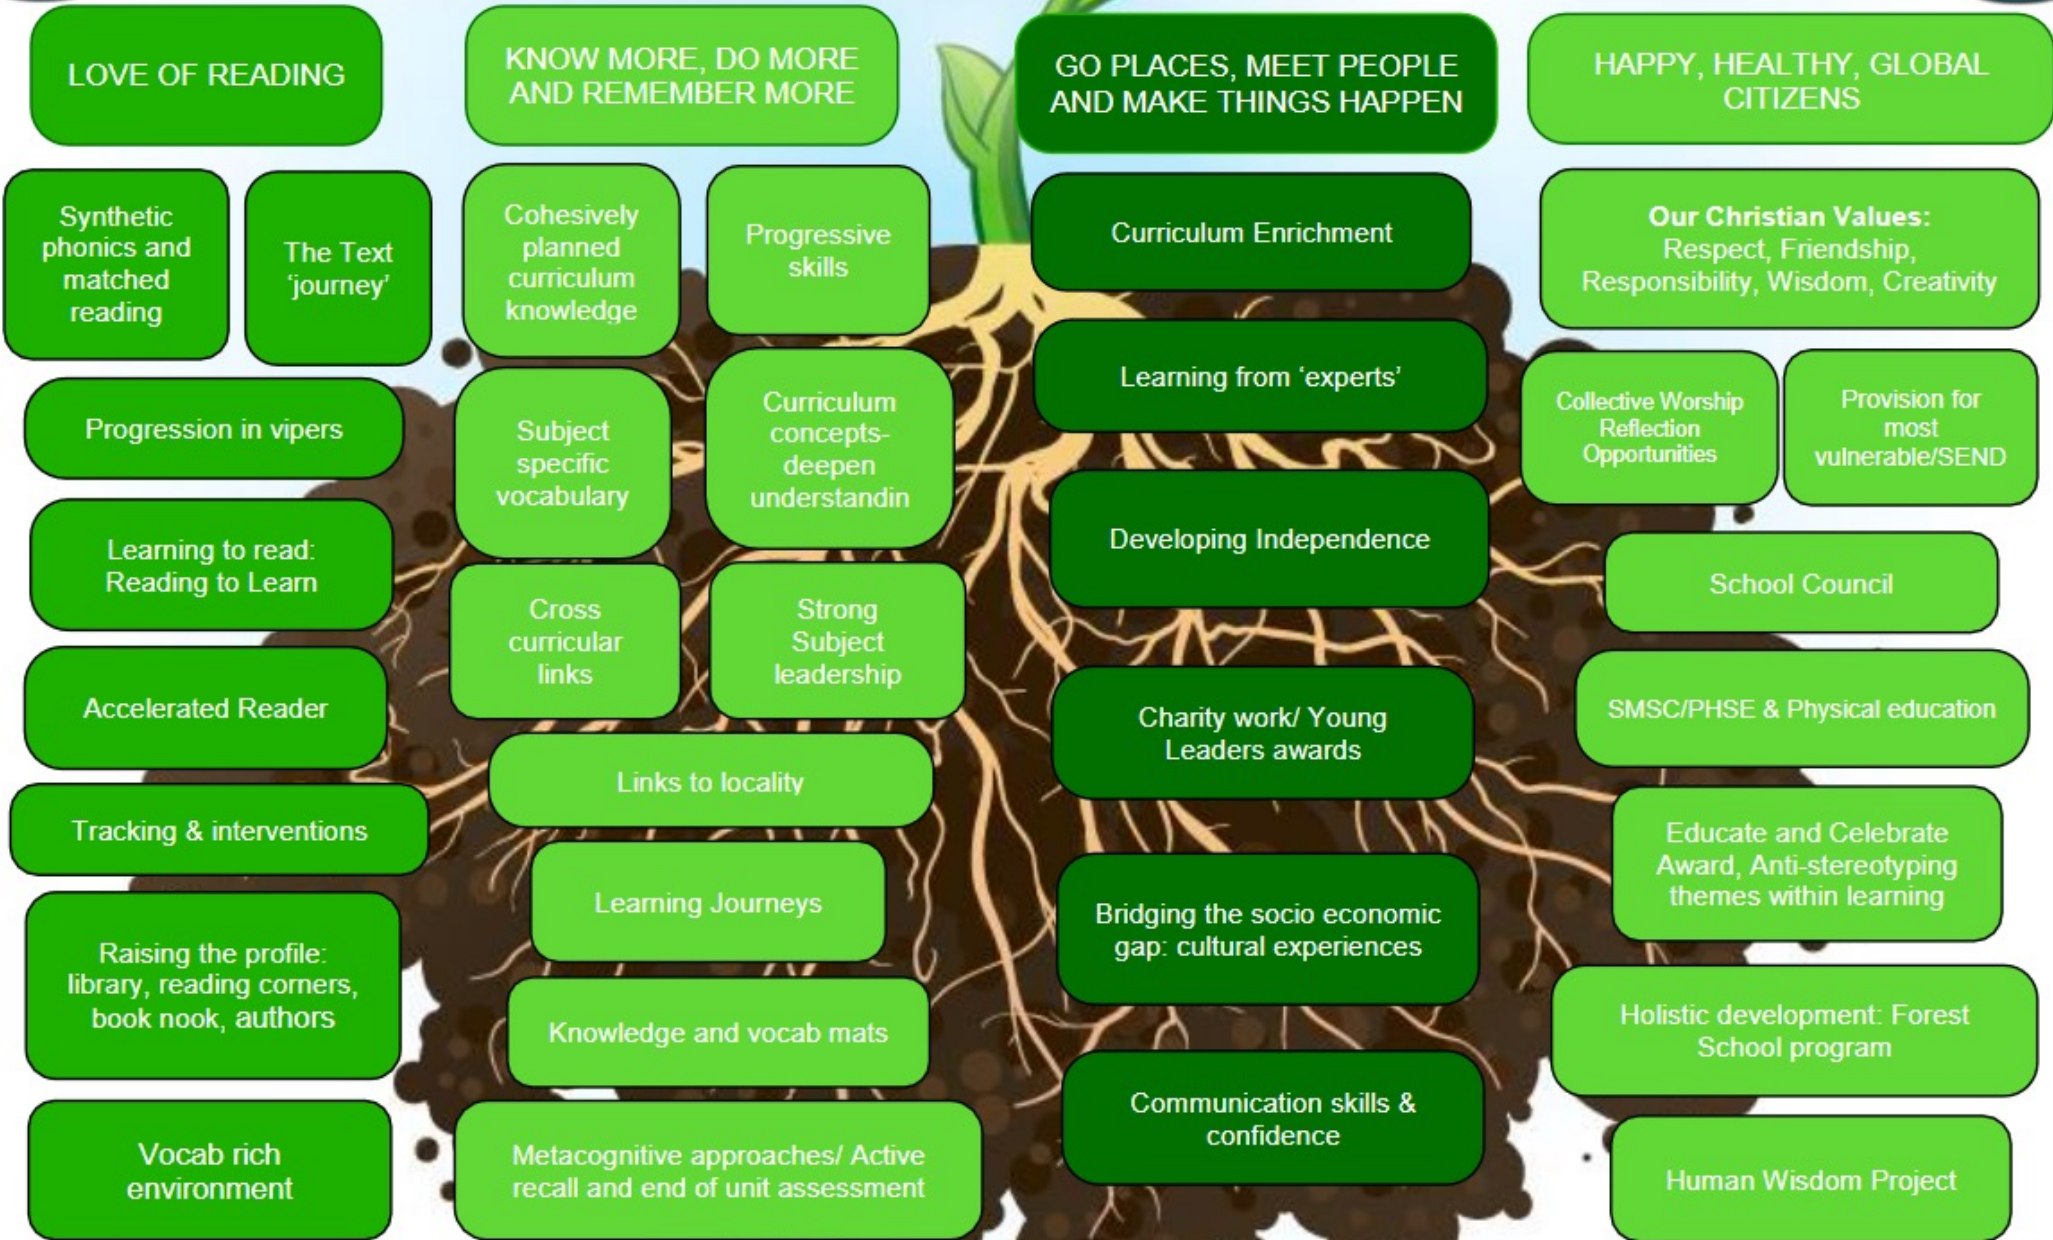 LOVE OF READING
Synthetic
phonics and
matched
reading
The Text
‘journey’
Progression in vipers
Learning to read:
Reading to Learn
Accelerated Reader
Tracking & interventions
Raising the profile:
library, reading corners,
book nook, authors
Vocab rich
environment
KNOW MORE, DO MORE
AND REMEMBER MORE
Cohesively
planned
curriculum
knowledge
Progressive
skills
Subject
specific
vocabulary
Curriculum
concepts-
deepen
understandin
Cross
curricular
links
Strong
Subject
leadership
Links to locality
Learning Journeys
Knowledge and vocab mats
Metacognitive approaches/ Active
recall and end of unit assessment
GO PLACES, MEET PEOPLE
AND MAKE THINGS HAPPEN
Curriculum Enrichment
Learning from ‘experts’
Developing Independence
Charity work/ Young
Leaders awards
Bridging the socio economic
gap: cultural experiences
Communication skills &
confidence
HAPPY, HEALTHY, GLOBAL
CITIZENS
Our Christian Values:
Respect, Friendship,
Responsibility, Wisdom, Creativity
Collective Worship
Reflection
Opportunities
Provision for
most
vulnerable/SEND
School Council
SMSC/PHSE & Physical education
Educate and Celebrate
Award, Anti-stereotyping
themes within learning
Holistic development: Forest
School program
Human Wisdom Project